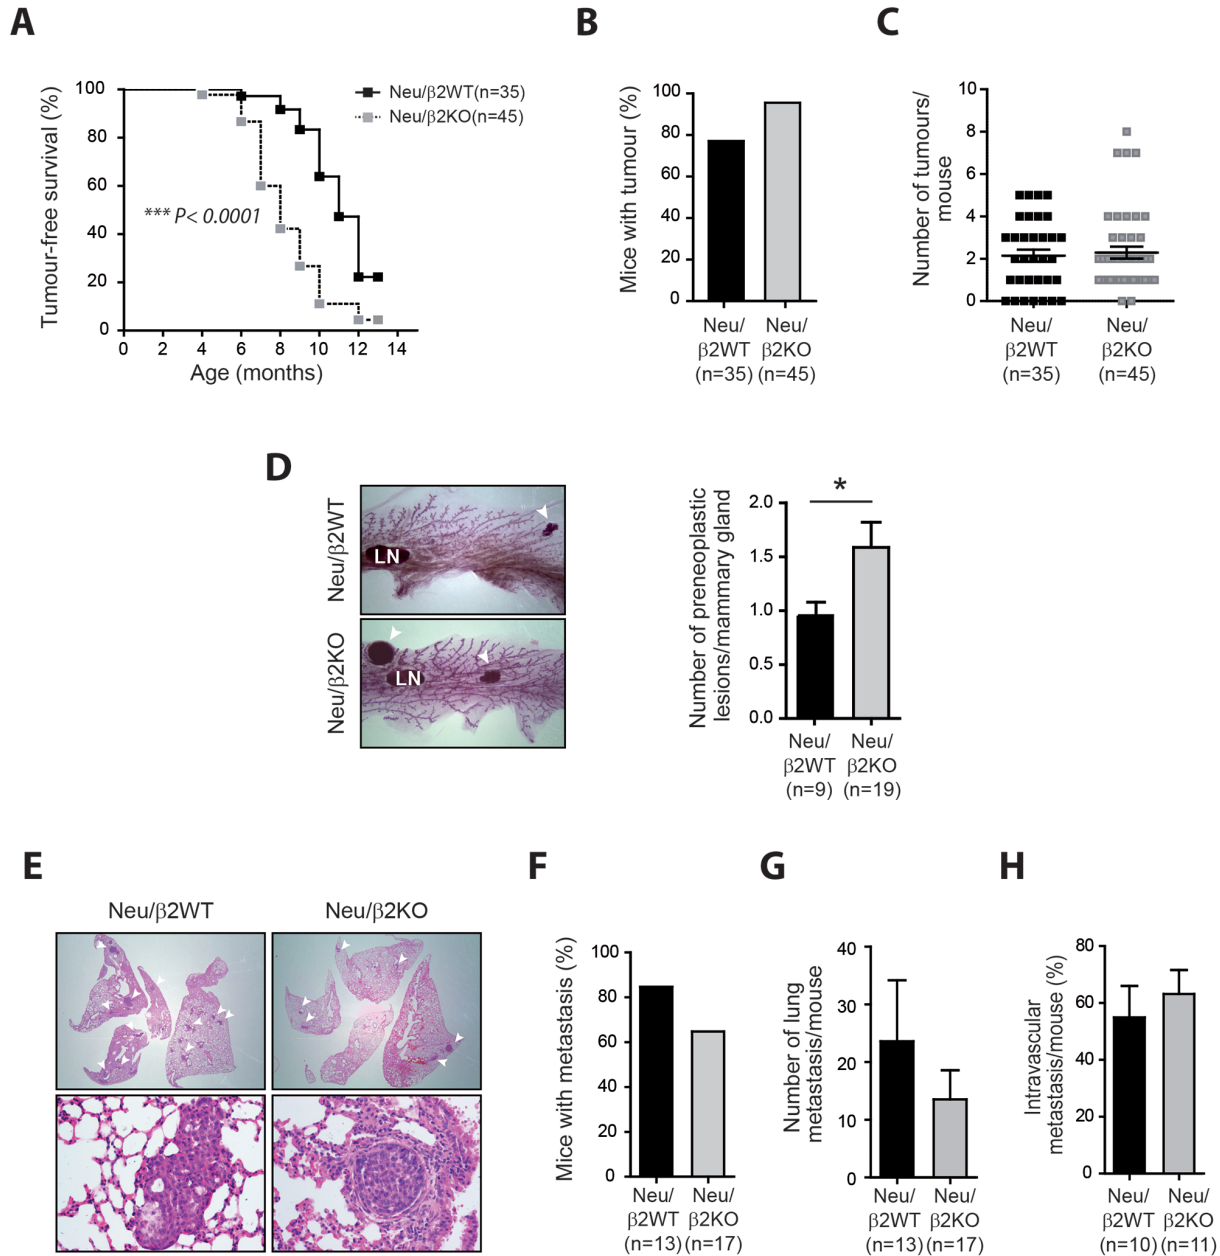 A
Tumour-free survival (%)
100
80
60
40
20
0
0 2 4 6 8 10 12 14
Age (months)
Neu/β2WT(n=35)
Neu/β2KO(n=45)
*** P< 0.0001
B
Mice with tumour (%)
100
80
60
40
20
0
Neu/ Neu/
β2WT β2KO
(n=35) (n=45)
C
Number of tumours/
mouse
10
8
6
4
2
0
Neu/ Neu/
β2WT β2KO
(n=35) (n=45)
D
Neu/β2WT
LN
Neu/β2KO
LN
Number of preneoplastic
lesions/mammary gland
2.0
1.5
1.0
0.5
0.0
*
Neu/ Neu/
β2WT β2KO
(n=9) (n=19)
E
Neu/β2WT Neu/β2KO
F
Mice with metastasis (%)
100
80
60
40
20
0
Neu/ Neu/
β2WT β2KO
(n=13) (n=17)
G
Number of lung
metastasis/mouse
40
30
20
10
0
Neu/ Neu/
β2WT β2KO
(n=13) (n=17)
H
Intravascular
metastasis/mouse (%)
80
60
40
20
0
Neu/ Neu/
β2WT β2KO
(n=10) (n=11)